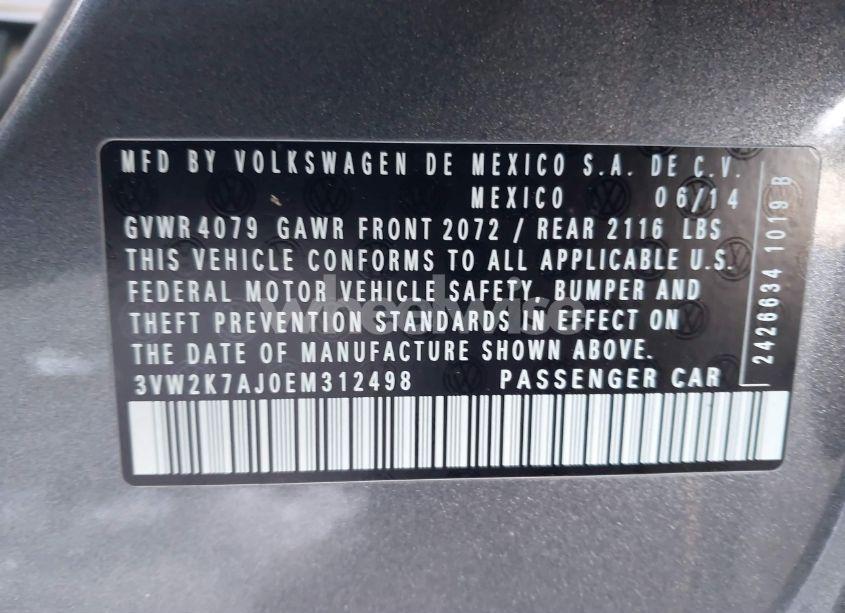 MFD BY VOLKSWAGEN DE MEXICO S.A. DE C.V.
MEXICO 06/14
GVWR 4079 GAWR FRONT 2072 / REAR 2116 LBS
THIS VEHICLE CONFORMS TO ALL APPLICABLE U.S.
FEDERAL MOTOR VEHICLE SAFETY, BUMPER AND
THEFT PREVENTION STANDARDS IN EFFECT ON
THE DATE OF MANUFACTURE SHOWN ABOVE.
3VW2K7AJ0EM312498 PASSENGER CAR
2426634 1019 B
wheelwise